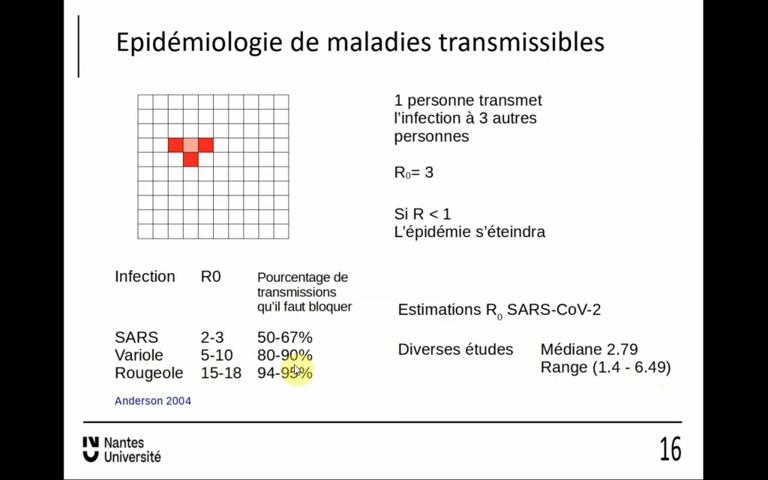 Epidémiologie de maladies transmissibles
1 personne transmet
l'infection à 3 autres
personnes
R₀= 3
Si R < 1
L'épidémie s'éteindra
Infection R0 Pourcentage de
transmissions
qu'il faut bloquer
SARS 2-3 50-67%
Variole 5-10 80-90%
Rougeole 15-18 94-95%
Anderson 2004
Estimations R₀ SARS-CoV-2
Diverses études Médiane 2.79
Range (1.4 - 6.49)
Nantes
Université
16